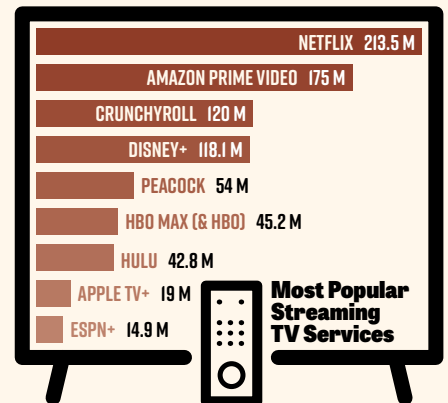 NETFLIX 213.5 M
AMAZON PRIME VIDEO 175 M
CRUNCHYROLL 120 M
DISNEY+ 118.1 M
PEACOCK 54 M
HBO MAX (& HBO) 45.2 M
HULU 42.8 M
APPLE TV+ 19 M
ESPN+ 14.9 M
Most Popular
Streaming
TV Services